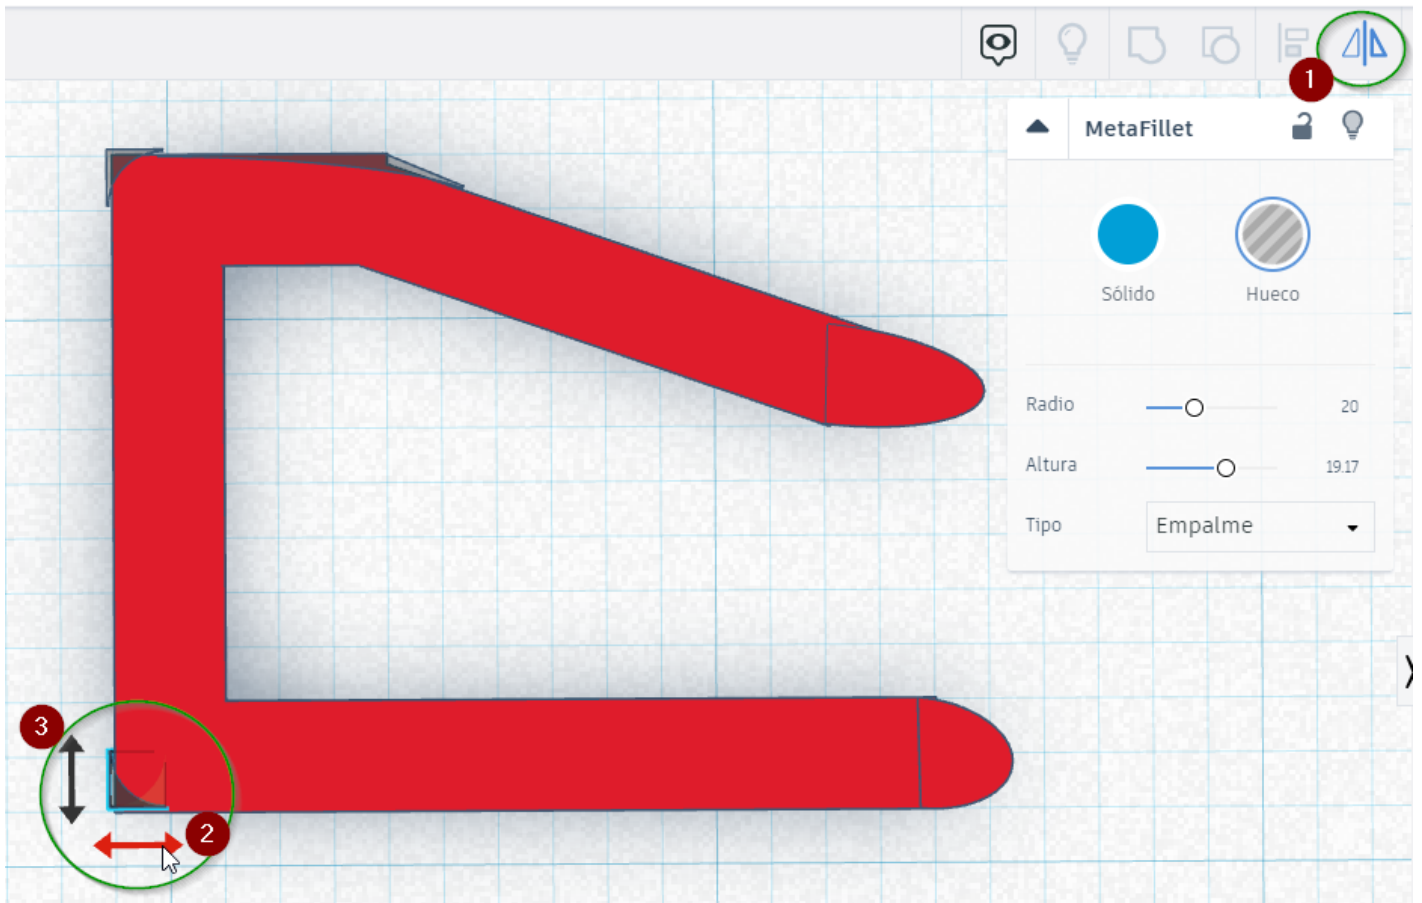 1
MetaFillet
Sólido
Hueco
Radio 20
Altura 19.17
Tipo Empalme
3
2